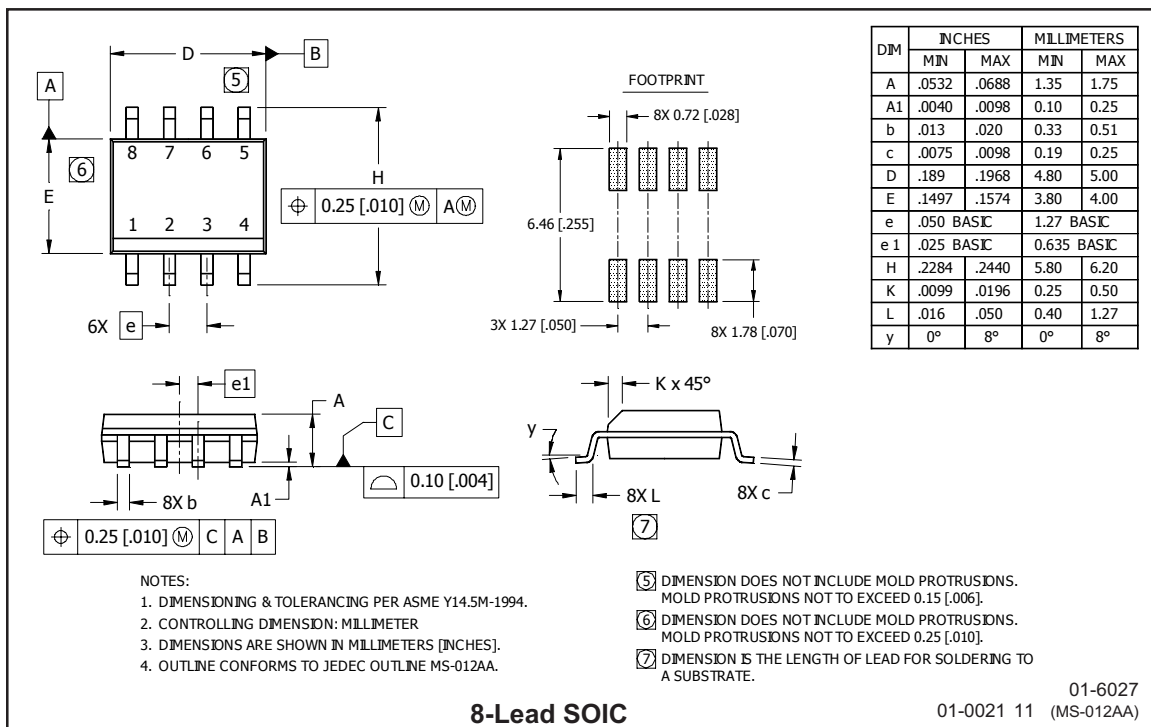 D
B
5
A
8 7 6 5
6
E
H
⌖ 0.25 [.010] Ⓜ AⓂ
1 2 3 4
6X e
FOOTPRINT
8X 0.72 [.028]
6.46 [.255]
3X 1.27 [.050]
8X 1.78 [.070]
DIM INCHES MILLIMETERS
MIN MAX MIN MAX
A .0532 .0688 1.35 1.75
A1 .0040 .0098 0.10 0.25
b .013 .020 0.33 0.51
c .0075 .0098 0.19 0.25
D .189 .1968 4.80 5.00
E .1497 .1574 3.80 4.00
e .050 BASIC 1.27 BASIC
e 1 .025 BASIC 0.635 BASIC
H .2284 .2440 5.80 6.20
K .0099 .0196 0.25 0.50
L .016 .050 0.40 1.27
y 0° 8° 0° 8°
e1
A
C
⌓ 0.10 [.004]
A1
8X b
⌖ 0.25 [.010] Ⓜ C A B
K x 45°
y
8X L
7
8X c
NOTES:
1. DIMENSIONING & TOLERANCING PER ASME Y14.5M-1994.
2. CONTROLLING DIMENSION: MILLIMETER
3. DIMENSIONS ARE SHOWN IN MILLIMETERS [INCHES].
4. OUTLINE CONFORMS TO JEDEC OUTLINE MS-012AA.
5 DIMENSION DOES NOT INCLUDE MOLD PROTRUSIONS.
MOLD PROTRUSIONS NOT TO EXCEED 0.15 [.006].
6 DIMENSION DOES NOT INCLUDE MOLD PROTRUSIONS.
MOLD PROTRUSIONS NOT TO EXCEED 0.25 [.010].
7 DIMENSION IS THE LENGTH OF LEAD FOR SOLDERING TO
A SUBSTRATE.
8-Lead SOIC
01-6027
01-0021 11 (MS-012AA)